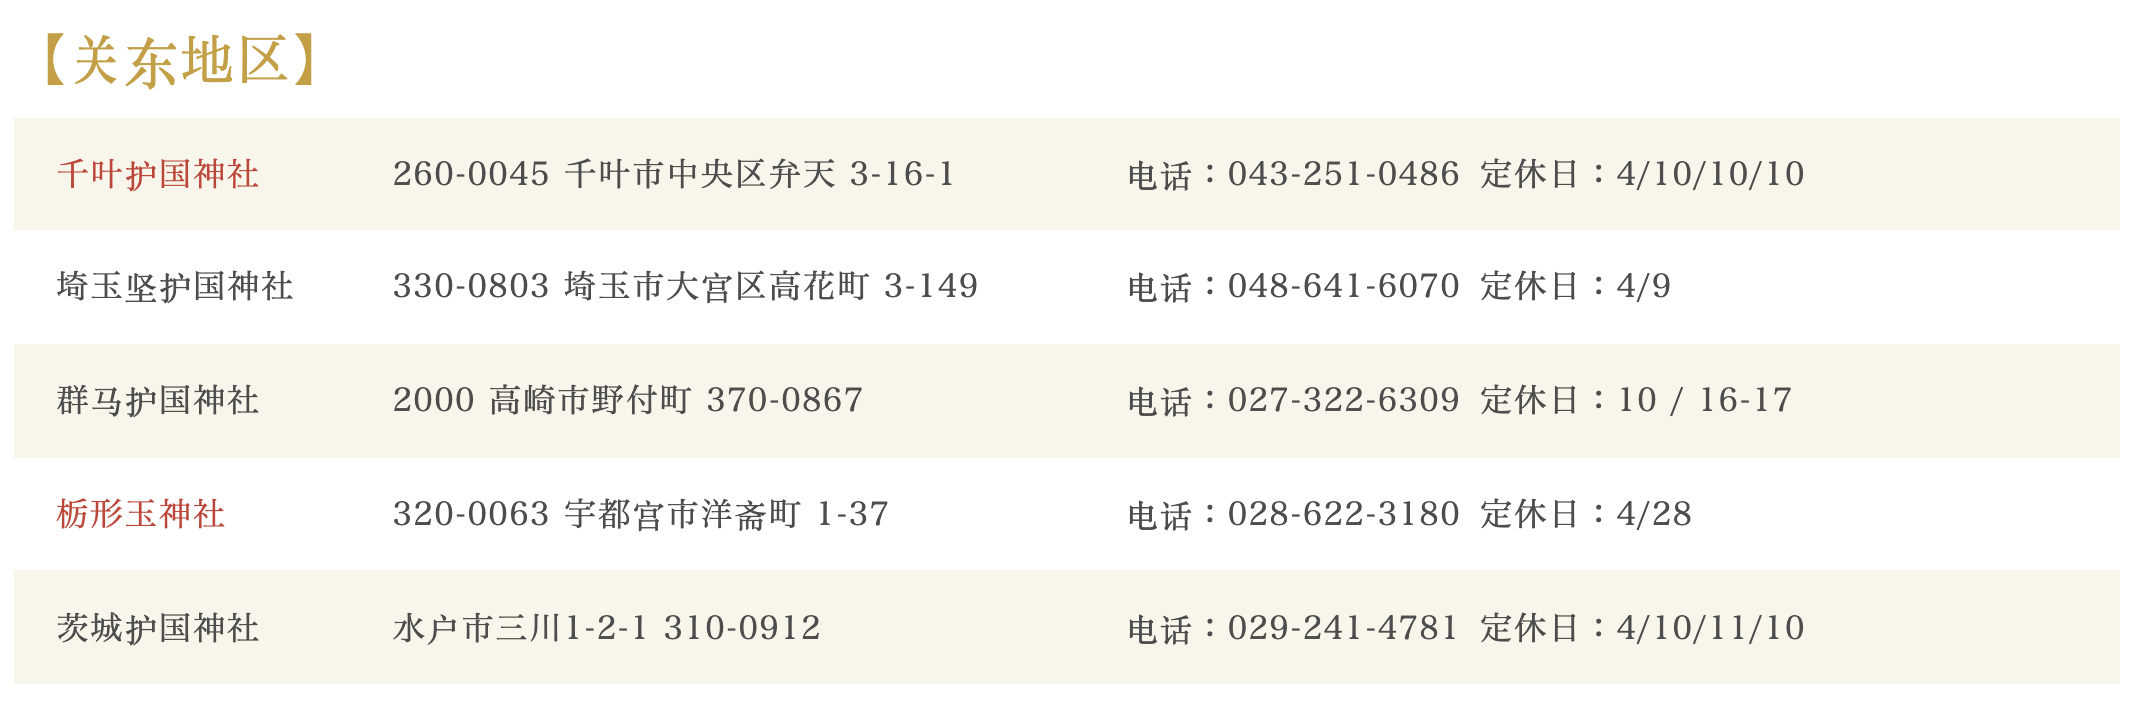 【关东地区】
千叶护国神社 260-0045 千叶市中央区弁天 3-16-1 电话：043-251-0486 定休日：4/10/10/10
埼玉坚护国神社 330-0803 埼玉市大宫区高花町 3-149 电话：048-641-6070 定休日：4/9
群马护国神社 2000 高崎市野付町 370-0867 电话：027-322-6309 定休日：10 / 16-17
栃形玉神社 320-0063 宇都宫市洋斋町 1-37 电话：028-622-3180 定休日：4/28
茨城护国神社 水户市三川1-2-1 310-0912 电话：029-241-4781 定休日：4/10/11/10